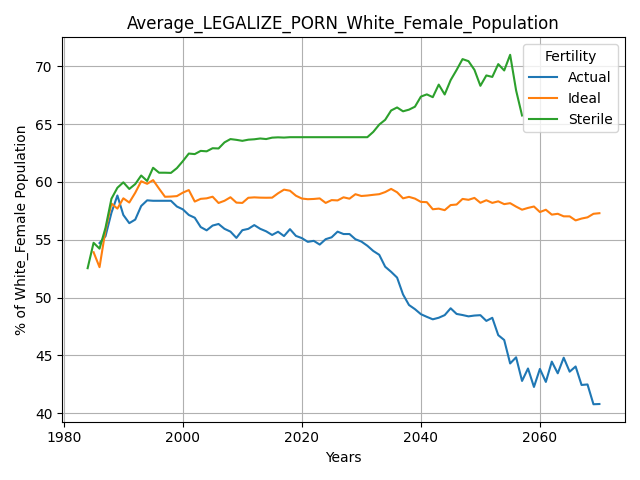 Average_LEGALIZE_PORN_White_Female_Population
% of White_Female Population
70
65
60
55
50
45
40
Fertility
Actual
Ideal
Sterile
1980
2000
2020
2040
2060
Years